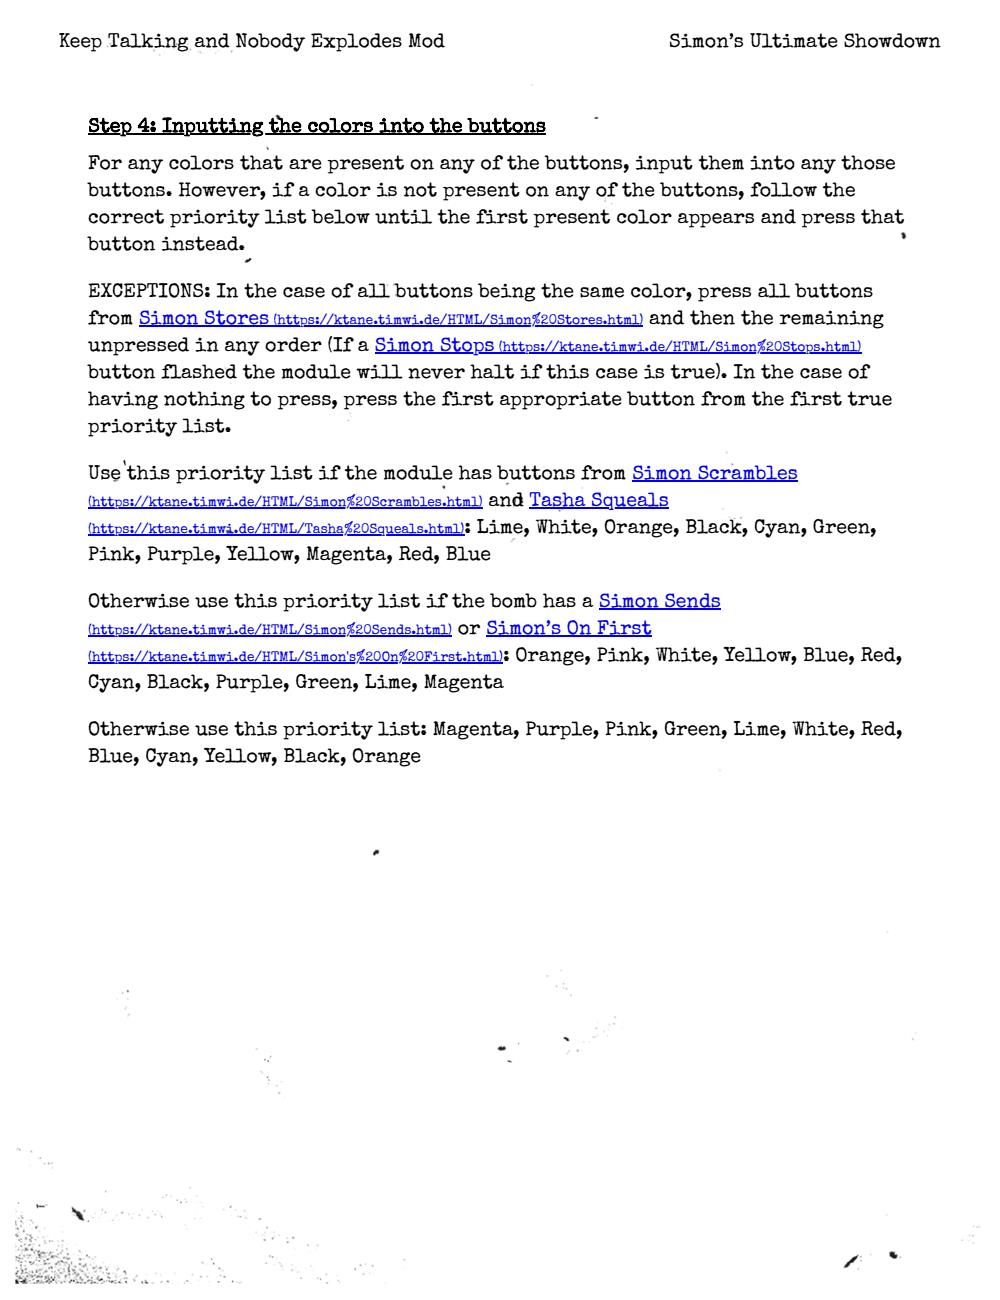 Keep Talking and Nobody Explodes Mod
Simon's Ultimate Showdown
Step 4: Inputting the colors into the buttons
For any colors that are present on any of the buttons, input them into any those
buttons. However, if a color is not present on any of the buttons, follow the
correct priority list below until the first present color appears and press that
button instead.
EXCEPTIONS: In the case of all buttons being the same color, press all buttons
from Simon Stores (https://ktane.timwi.de/HTML/Simon%20Stores.html) and then the remaining
unpressed in any order (If a Simon Stops (https://ktane.timwi.de/HTML/Simon%20Stops.html)
button flashed the module will never halt if this case is true). In the case of
having nothing to press, press the first appropriate button from the first true
priority list.
Use this priority list if the module has buttons from Simon Scrambles
(https://ktane.timwi.de/HTML/Simon%20Scrambles.html) and Tasha Squeals
(https://ktane.timwi.de/HTML/Tasha%20Squeals.html): Lime, White, Orange, Black, Cyan, Green,
Pink, Purple, Yellow, Magenta, Red, Blue
Otherwise use this priority list if the bomb has a Simon Sends
(https://ktane.timwi.de/HTML/Simon%20Sends.html) or Simon's On First
(https://ktane.timwi.de/HTML/Simon's%20On%20First.html): Orange, Pink, White, Yellow, Blue, Red,
Cyan, Black, Purple, Green, Lime, Magenta
Otherwise use this priority list: Magenta, Purple, Pink, Green, Lime, White, Red,
Blue, Cyan, Yellow, Black, Orange